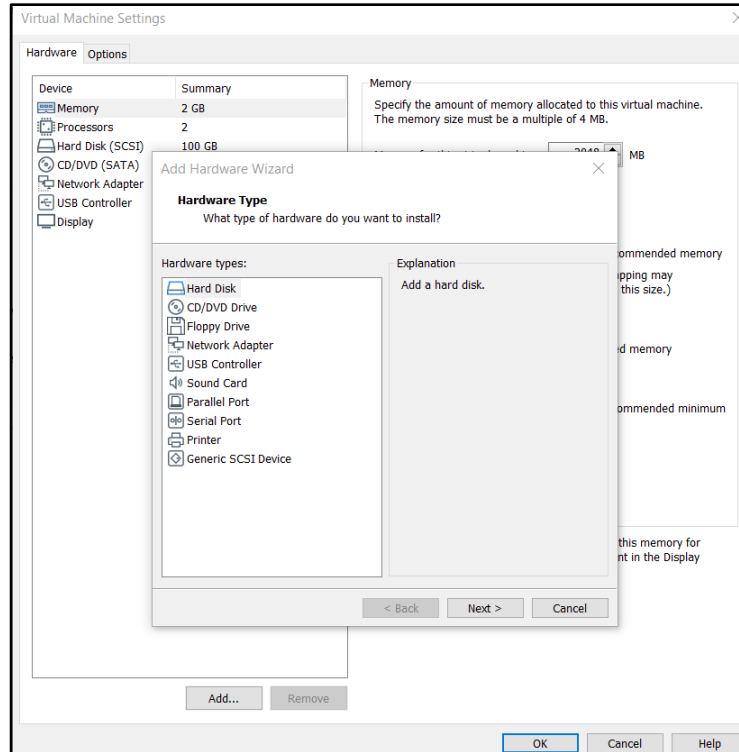 Virtual Machine Settings
Hardware Options
Device Summary
Memory 2 GB
Processors 2
Hard Disk (SCSI) 100 GB
CD/DVD (SATA)
Network Adapter
USB Controller
Display
Memory
Specify the amount of memory allocated to this virtual machine.
The memory size must be a multiple of 4 MB.
MB
ommended memory
pping may
this size.)
d memory
ommended minimum
this memory for
nt in the Display
Add Hardware Wizard
Hardware Type
What type of hardware do you want to install?
Hardware types:
Hard Disk
CD/DVD Drive
Floppy Drive
Network Adapter
USB Controller
Sound Card
Parallel Port
Serial Port
Printer
Generic SCSI Device
Explanation
Add a hard disk.
< Back Next > Cancel
Add... Remove
OK Cancel Help